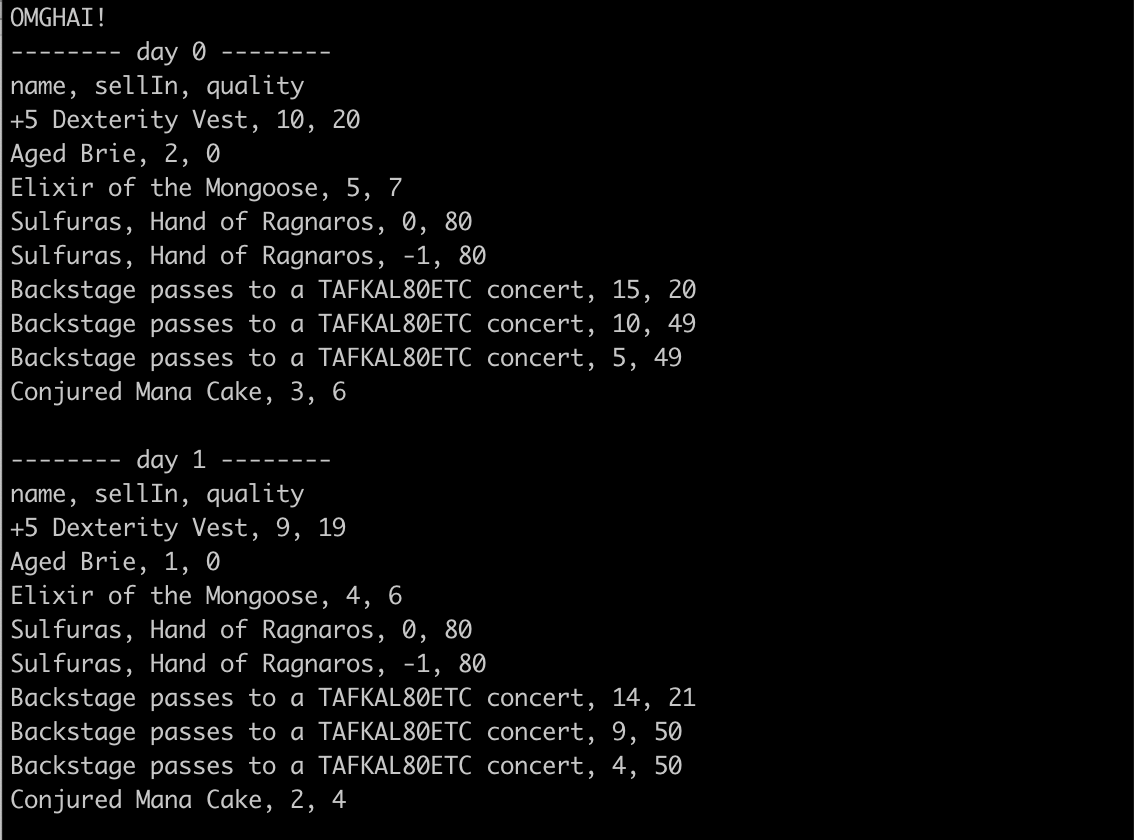 OMGHAI!
-------- day 0 --------
name, sellIn, quality
+5 Dexterity Vest, 10, 20
Aged Brie, 2, 0
Elixir of the Mongoose, 5, 7
Sulfuras, Hand of Ragnaros, 0, 80
Sulfuras, Hand of Ragnaros, -1, 80
Backstage passes to a TAFKAL80ETC concert, 15, 20
Backstage passes to a TAFKAL80ETC concert, 10, 49
Backstage passes to a TAFKAL80ETC concert, 5, 49
Conjured Mana Cake, 3, 6

-------- day 1 --------
name, sellIn, quality
+5 Dexterity Vest, 9, 19
Aged Brie, 1, 0
Elixir of the Mongoose, 4, 6
Sulfuras, Hand of Ragnaros, 0, 80
Sulfuras, Hand of Ragnaros, -1, 80
Backstage passes to a TAFKAL80ETC concert, 14, 21
Backstage passes to a TAFKAL80ETC concert, 9, 50
Backstage passes to a TAFKAL80ETC concert, 4, 50
Conjured Mana Cake, 2, 4